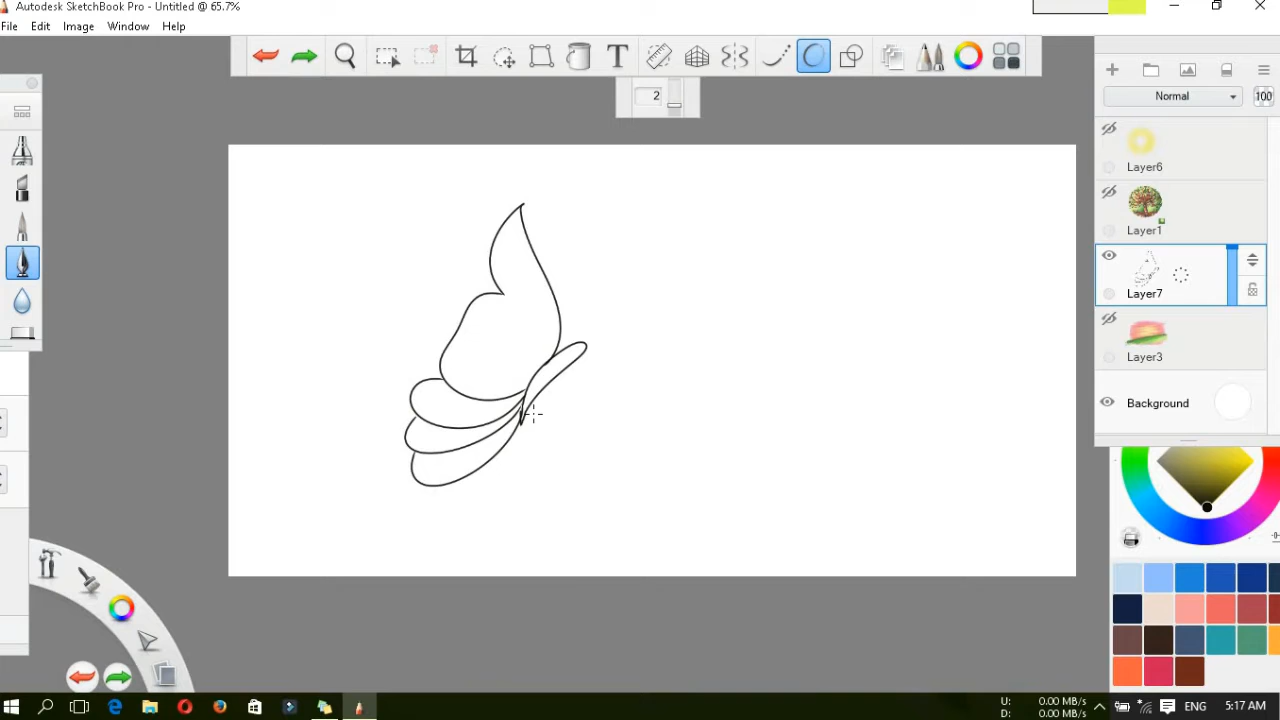 Autodesk SketchBook Pro - Untitled @ 65.7%
File Edit Image Window Help
T
2
Normal 100
Layer6
Layer1
Layer7
Layer3
Background
U: 0.00 MB/s
D: 0.00 MB/s
ENG 5:17 AM